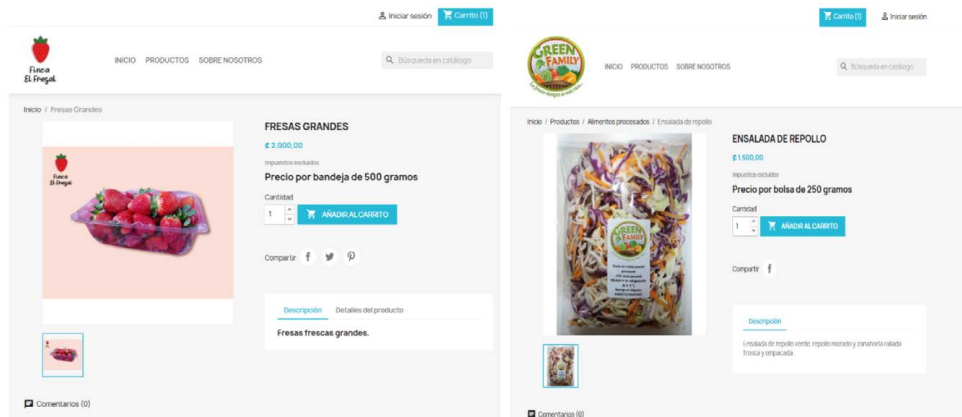 Iniciar sesión
Carrito (1)
Finca
El Fresal
INICIO PRODUCTOS SOBRE NOSOTROS
Búsqueda en catálogo
Inicio / Fresas Grandes
Finca
El Fresal
FRESAS GRANDES
₡ 2.000,00
Impuestos excluidos
Precio por bandeja de 500 gramos
Cantidad
1
AÑADIR AL CARRITO
Compartir
Descripción Detalles del producto
Fresas frescas grandes.
Comentarios (0)
Carrito (1)
Iniciar sesión
GREEN
FAMILY
INICIO PRODUCTOS SOBRE NOSOTROS
Búsqueda en catálogo
Inicio / Productos / Alimentos procesados / Ensalada de repollo
GREEN
FAMILY
ENSALADA DE REPOLLO
₡ 1.500,00
Impuestos excluidos
Precio por bolsa de 250 gramos
Cantidad
1
AÑADIR AL CARRITO
Compartir
Descripción
Ensalada de repollo verde, repollo morado y zanahoria rallada
fresca y empacada
Comentarios (0)